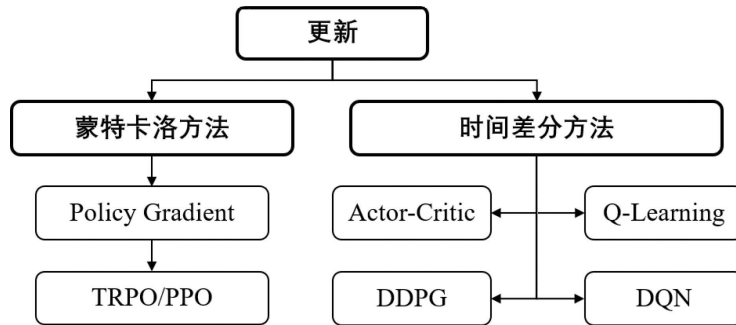 更新
蒙特卡洛方法
时间差分方法
Policy Gradient
Actor-Critic
Q-Learning
TRPO/PPO
DDPG
DQN